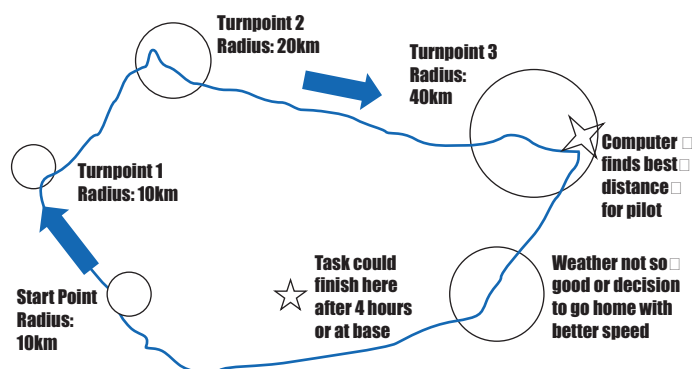 Turnpoint 2
Radius: 20km
Turnpoint 3
Radius:
40km
Computer □
finds best□
distance□
for pilot
Turnpoint 1
Radius: 10km
Task could
finish here
after 4 hours
or at base
Weather not so□
good or decision
to go home with
better speed
Start Point
Radius:
10km